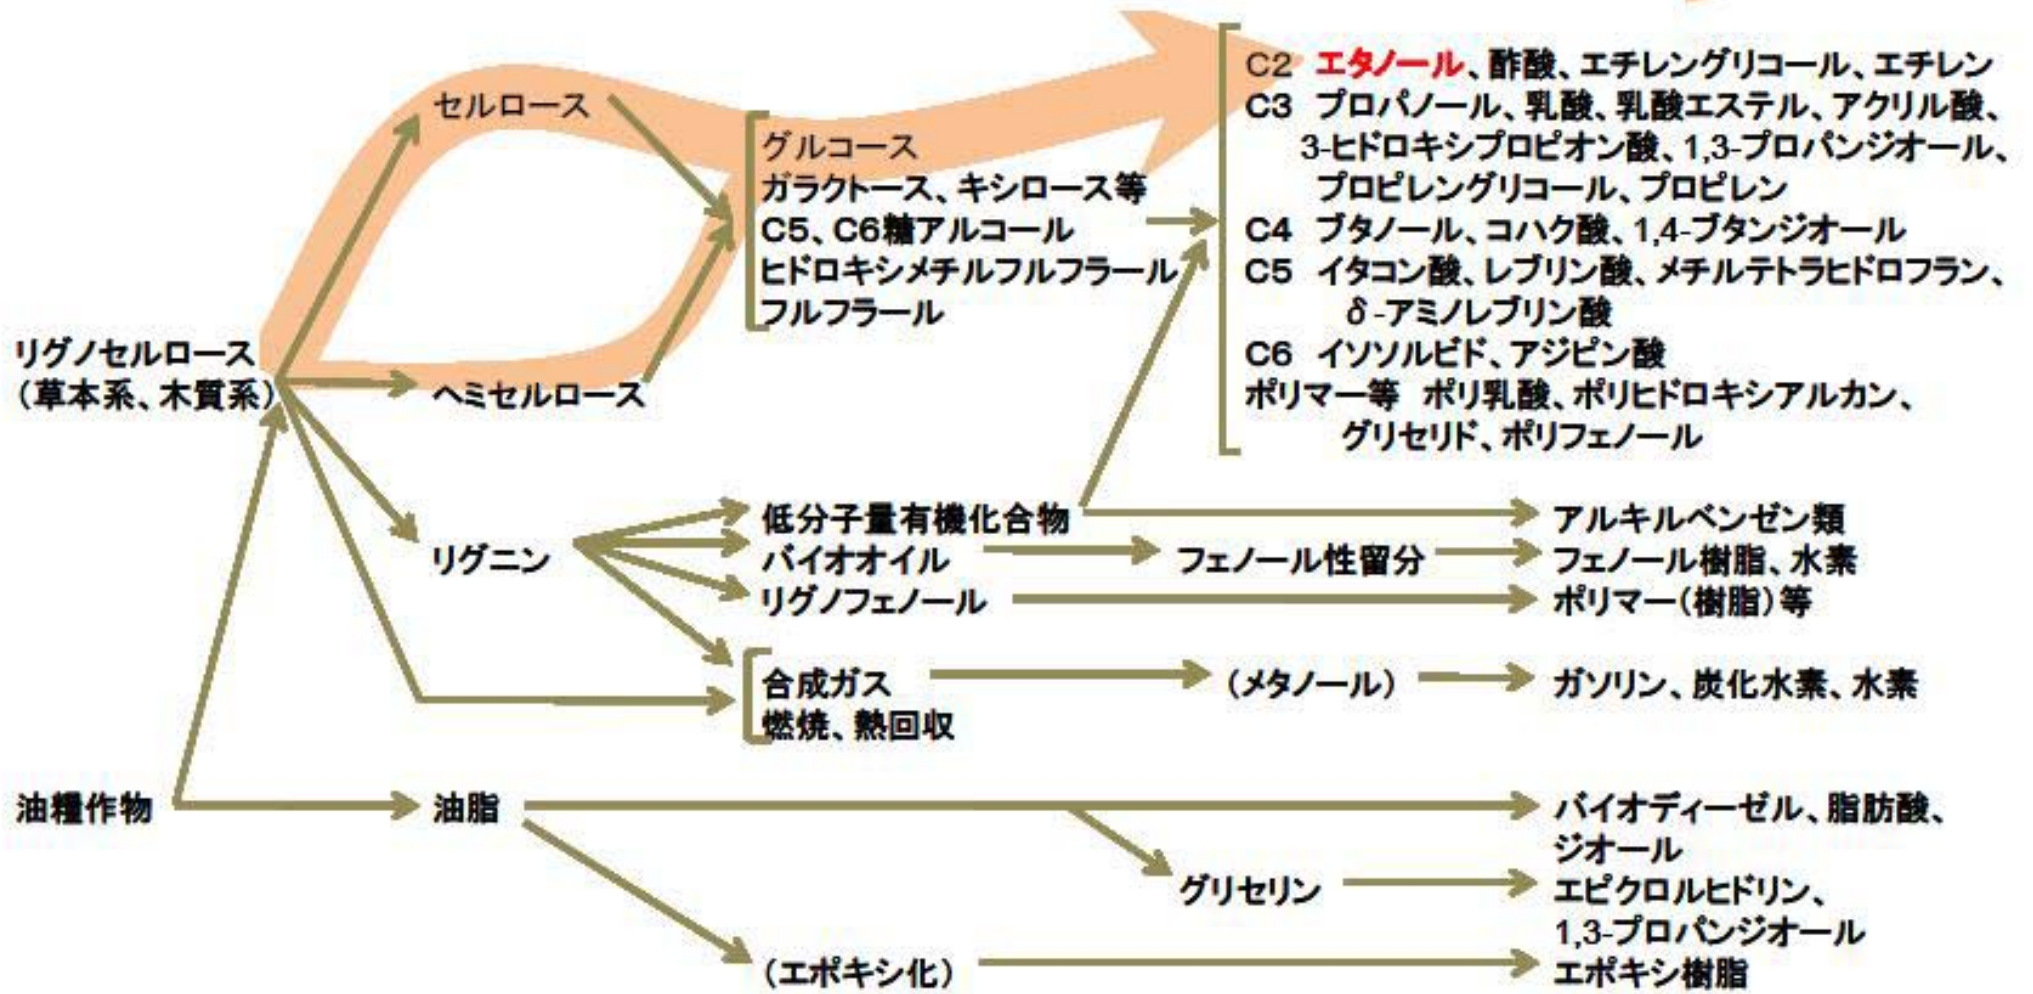 セルロース
グルコース
ガラクトース、キシロース等
C5、C6糖アルコール
ヒドロキシメチルフルフラール
フルフラール
C2 エタノール、酢酸、エチレングリコール、エチレン
C3 プロパノール、乳酸、乳酸エステル、アクリル酸、
3-ヒドロキシプロピオン酸、1,3-プロパンジオール、
プロピレングリコール、プロピレン
C4 ブタノール、コハク酸、1,4-ブタンジオール
C5 イタコン酸、レブリン酸、メチルテトラヒドロフラン、
δ-アミノレブリン酸
C6 イソソルビド、アジピン酸
ポリマー等 ポリ乳酸、ポリヒドロキシアルカン、
グリセリド、ポリフェノール
リグノセルロース
（草本系、木質系）
ヘミセルロース
リグニン
低分子量有機化合物
バイオオイル
リグノフェノール
フェノール性留分
アルキルベンゼン類
フェノール樹脂、水素
ポリマー（樹脂）等
合成ガス
燃焼、熱回収
（メタノール）
ガソリン、炭化水素、水素
油糧作物
油脂
バイオディーゼル、脂肪酸、
ジオール
グリセリン
エピクロルヒドリン、
1,3-プロパンジオール
（エポキシ化）
エポキシ樹脂